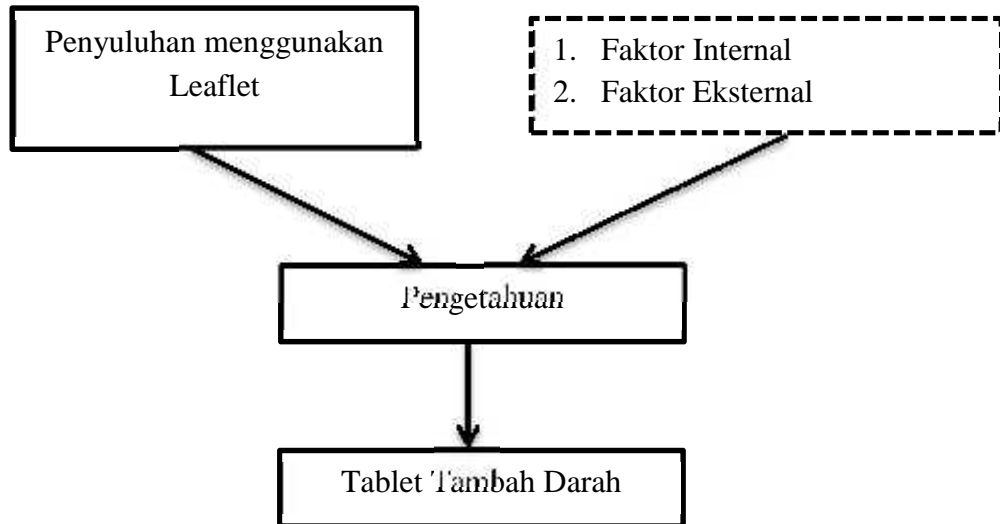 Penyuluhan menggunakan
Leaflet
1. Faktor Internal
2. Faktor Eksternal
Pengetahuan
Tablet Tambah Darah